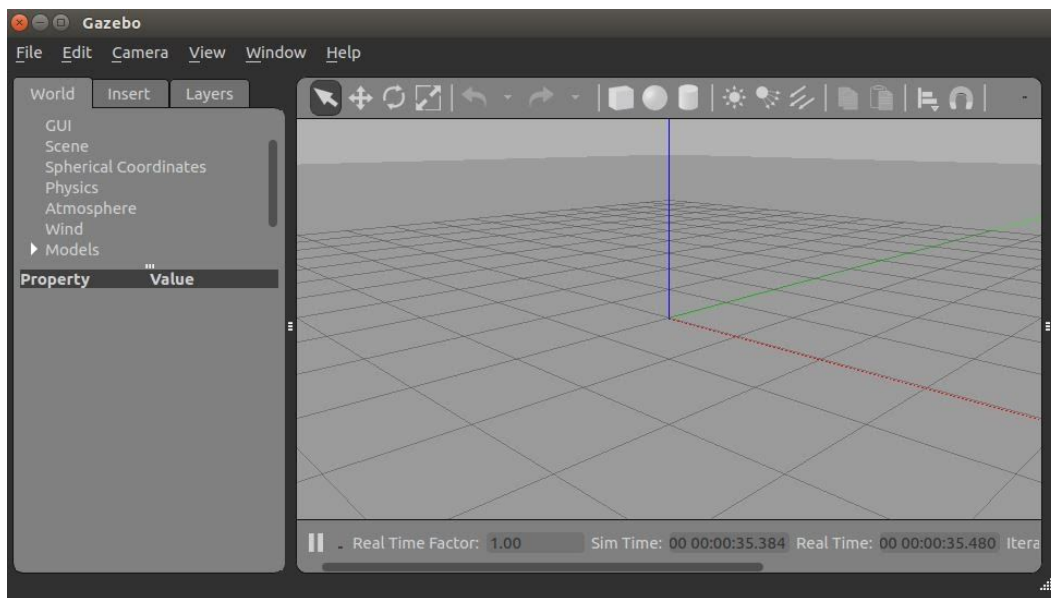 Gazebo
File Edit Camera View Window Help
World Insert Layers
GUI
Scene
Spherical Coordinates
Physics
Atmosphere
Wind
Models
Property Value
Real Time Factor: 1.00 Sim Time: 00 00:00:35.384 Real Time: 00 00:00:35.480 Itera